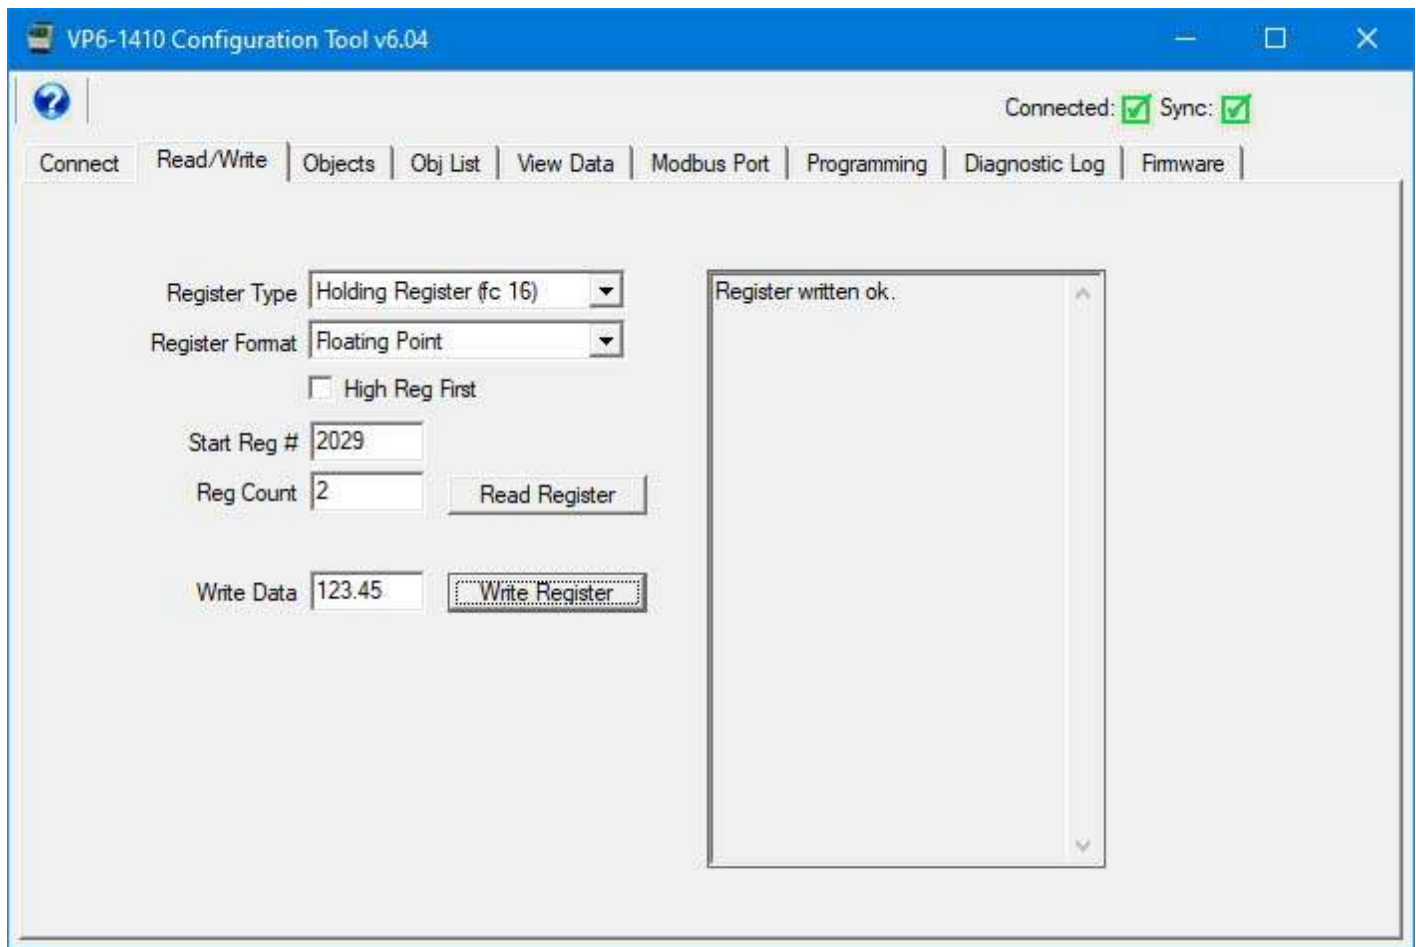 VP6-1410 Configuration Tool v6.04
Connected: Sync:
Connect Read/Write Objects Obj List View Data Modbus Port Programming Diagnostic Log Firmware
Register Type Holding Register (fc 16)
Register written ok.
Register Format Floating Point
High Reg First
Start Reg # 2029
Reg Count 2 Read Register
Write Data 123.45 Write Register